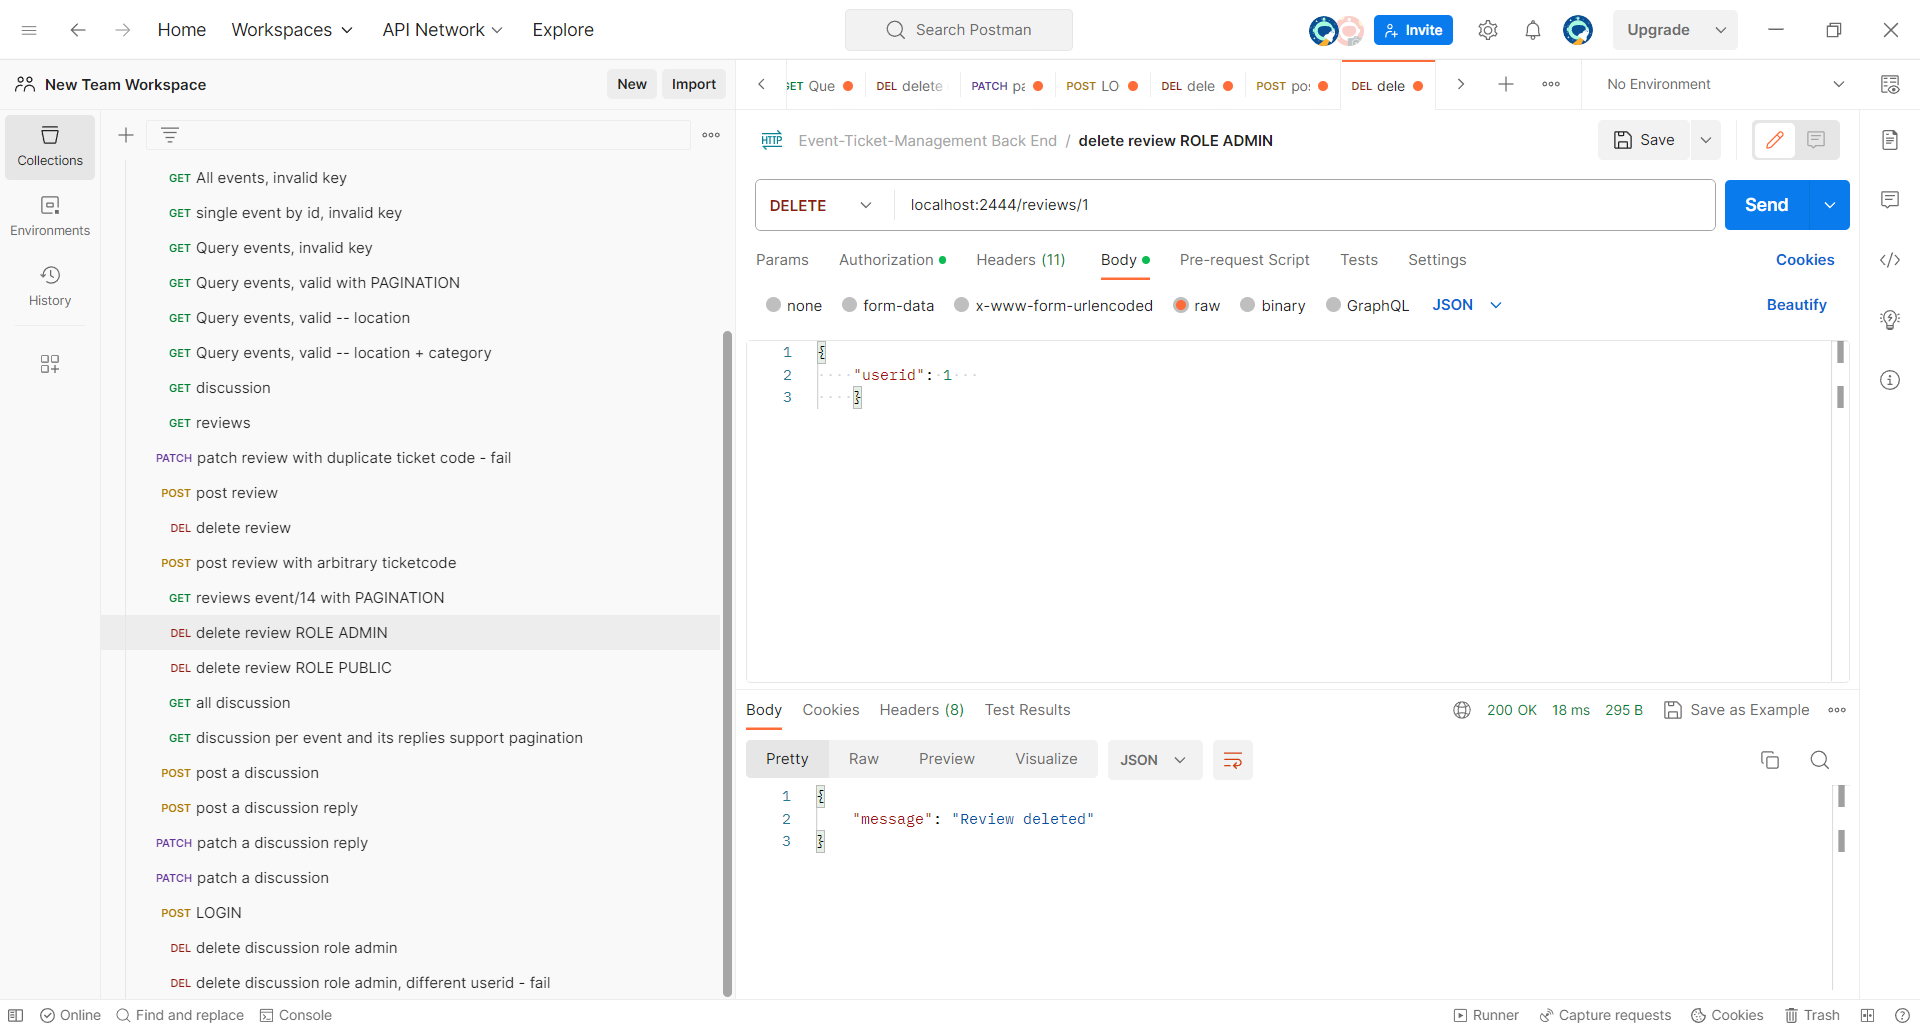 Home Workspaces API Network Explore Search Postman Invite Upgrade
New Team Workspace New Import
GET Que DEL delete PATCH pa POST LO DEL dele POST pos DEL dele No Environment
Collections
Environments
History
GET All events, invalid key
GET single event by id, invalid key
GET Query events, invalid key
GET Query events, valid with PAGINATION
GET Query events, valid -- location
GET Query events, valid -- location + category
GET discussion
GET reviews
PATCH patch review with duplicate ticket code - fail
POST post review
DEL delete review
POST post review with arbitrary ticketcode
GET reviews event/14 with PAGINATION
DEL delete review ROLE ADMIN
DEL delete review ROLE PUBLIC
GET all discussion
GET discussion per event and its replies support pagination
POST post a discussion
POST post a discussion reply
PATCH patch a discussion reply
PATCH patch a discussion
POST LOGIN
DEL delete discussion role admin
DEL delete discussion role admin, different userid - fail
HTTP Event-Ticket-Management Back End / delete review ROLE ADMIN Save
DELETE localhost:2444/reviews/1 Send
Params Authorization Headers (11) Body Pre-request Script Tests Settings Cookies
none form-data x-www-form-urlencoded raw binary GraphQL JSON Beautify
1 {
2 "userid": 1
3 }
Body Cookies Headers (8) Test Results 200 OK 18 ms 295 B Save as Example
Pretty Raw Preview Visualize JSON
1 {
2 "message": "Review deleted"
3 }
Online Find and replace Console Runner Capture requests Cookies Trash